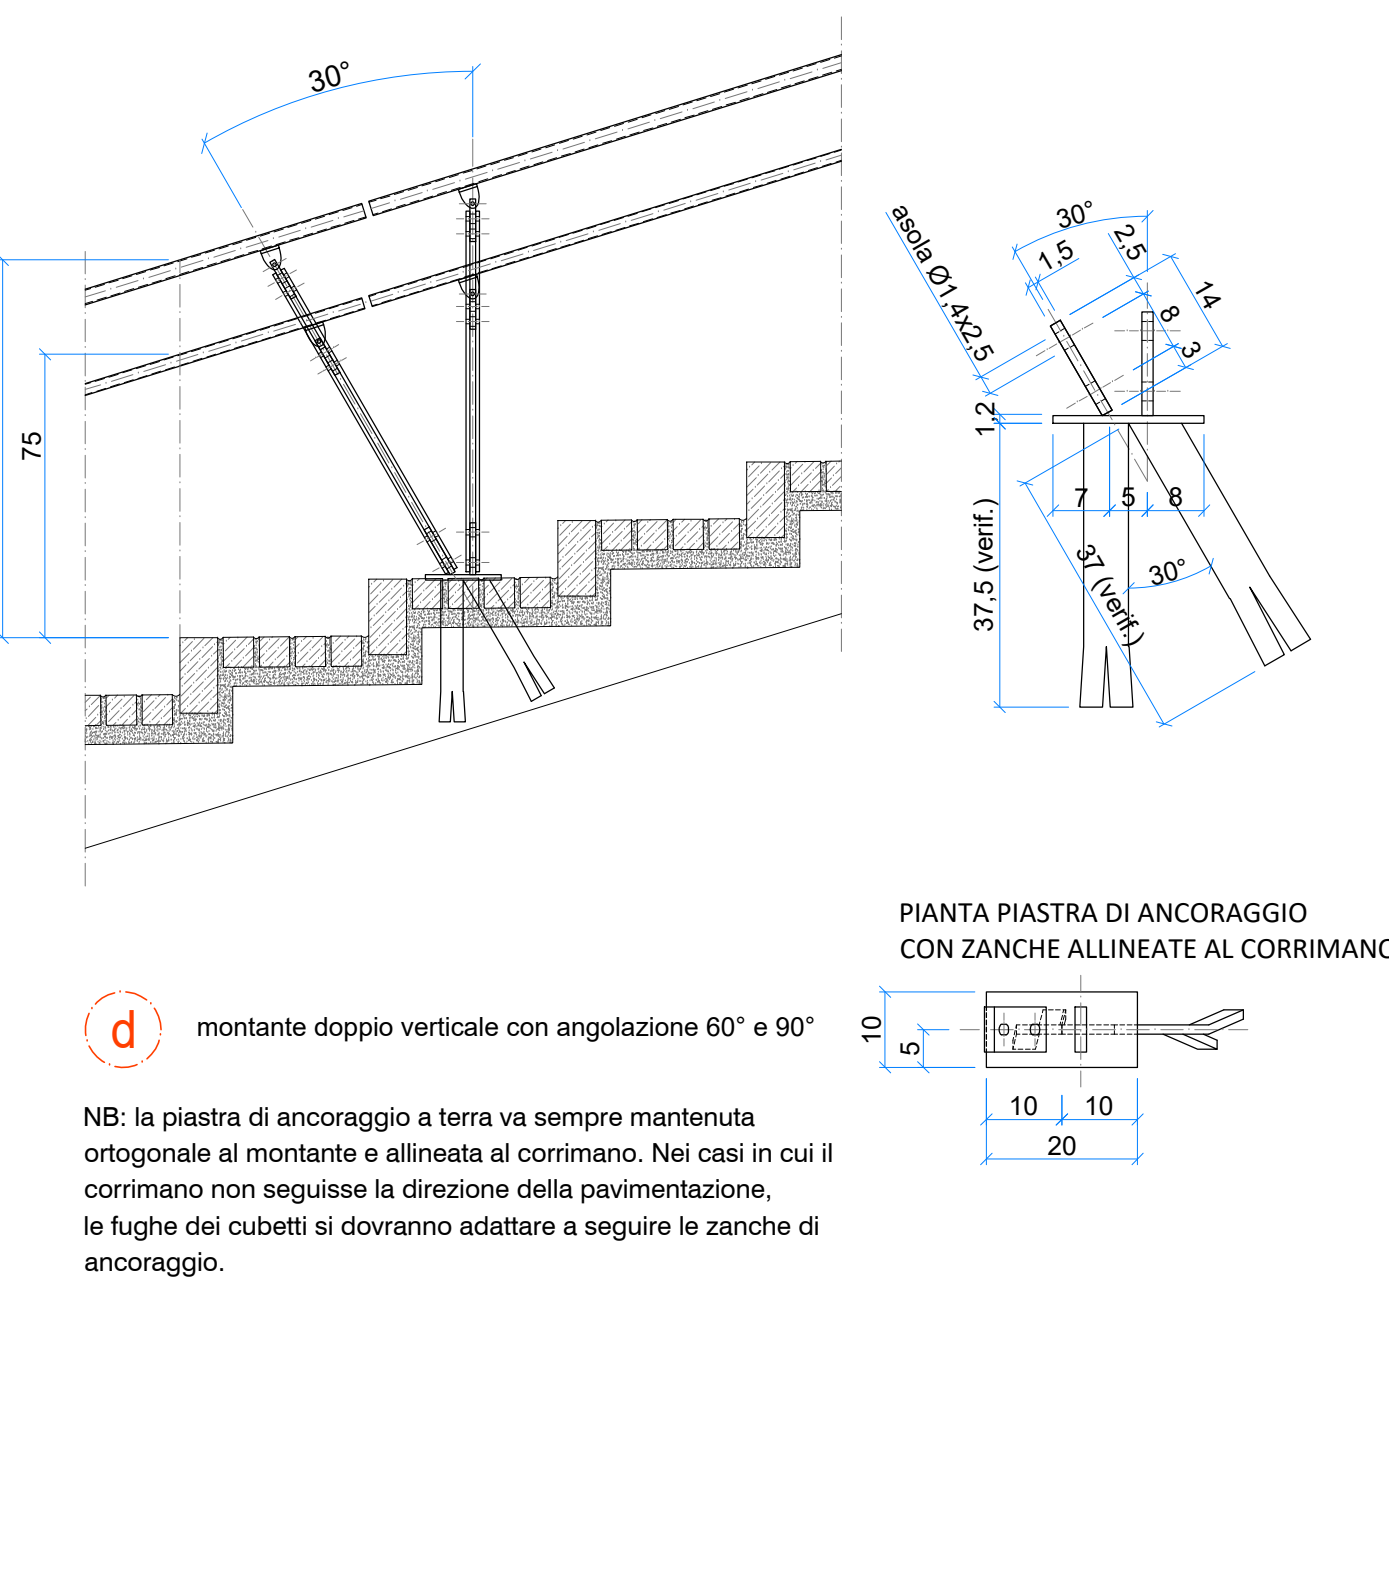 30°
75
asola Ø1,4x2,5
30°
1,5
2,5
14
8
3
1,2
7
5
8
37,5 (verif.)
37 (verif.)
30°
PIANTA PIASTRA DI ANCORAGGIO
CON ZANCHE ALLINEATE AL CORRIMANO
10
5
10
10
20
d
montante doppio verticale con angolazione 60° e 90°
NB: la piastra di ancoraggio a terra va sempre mantenuta
ortogonale al montante e allineata al corrimano. Nei casi in cui il
corrimano non seguisse la direzione della pavimentazione,
le fughe dei cubetti si dovranno adattare a seguire le zanche di
ancoraggio.